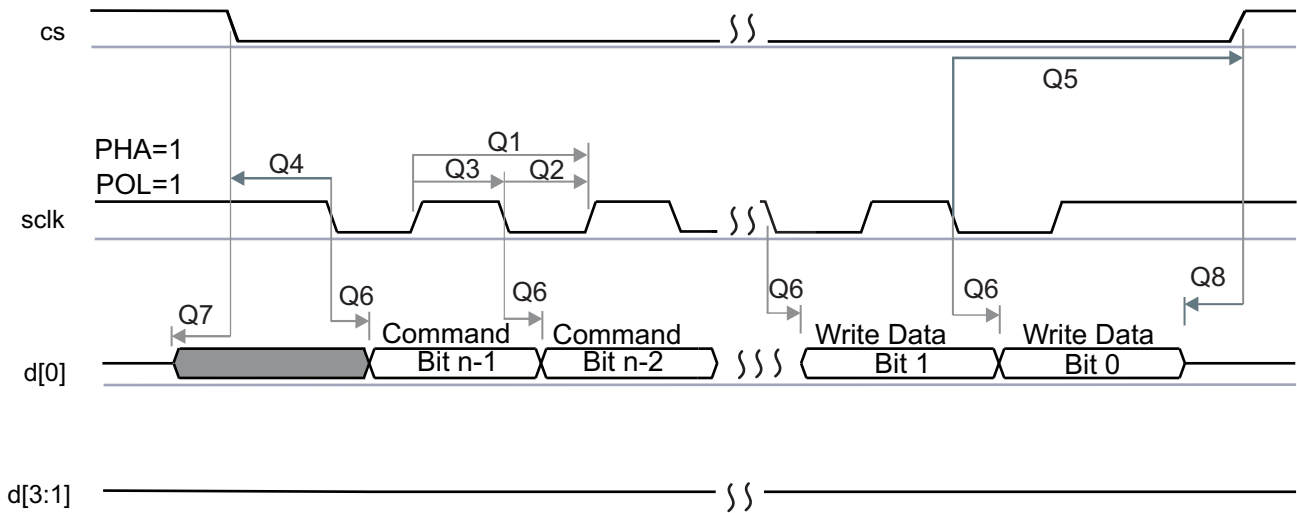 cs
Q5
PHA=1
Q1
Q4
Q3
Q2
POL=1
sclk
Q7
Q6
Q6
Q6
Q6
Q8
Command
Command
Write Data
Write Data
d[0]
Bit n-1
Bit n-2
Bit 1
Bit 0
d[3:1]